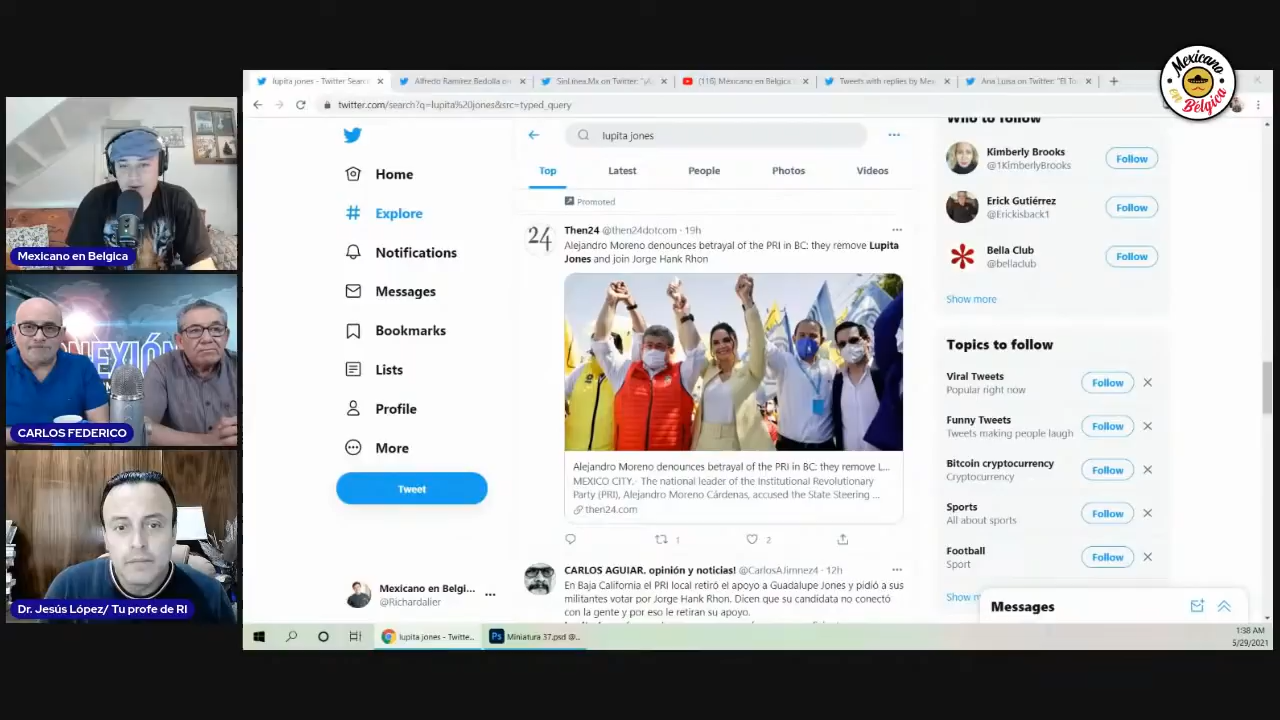 Mexicano
en
Bélgica
lupita jones - Twitter Sear
Alfredo Ramirez Bedolla on
SinLinea.Mx on Twitter: "¡A
(116) Mexicano en Belgica
Tweets with replies by Me
Ana Luisa on Twitter: "El To
twitter.com/search?q=lupita%20jones&src=typed_query
lupita jones
Top
Latest
People
Photos
Videos
Home
Explore
Notifications
Messages
Bookmarks
Lists
Profile
More
Tweet
Mexicano en Belgi...
@Richardalier
Promoted
24
Then24 @then24dotcom · 19h
Alejandro Moreno denounces betrayal of the PRI in BC: they remove Lupita
Jones and join Jorge Hank Rhon
Alejandro Moreno denounces betrayal of the PRI in BC: they remove L...
MEXICO CITY.- The national leader of the Institutional Revolutionary
Party (PRI), Alejandro Moreno Cárdenas, accused the State Steering ...
then24.com
1
2
CARLOS AGUIAR. opinión y noticias! @CarlosAJimnez4 · 12h
En Baja California el PRI local retiró el apoyo a Guadalupe Jones y pidió a sus
militantes votar por Jorge Hank Rhon. Dicen que su candidata no conectó
con la gente y por eso le retiran su apoyo.
Who to follow
Kimberly Brooks
@1KimberlyBrooks
Follow
Erick Gutiérrez
@Erickisback1
Follow
Bella Club
@bellaclub
Follow
Show more
Topics to follow
Viral Tweets
Popular right now
Follow
Funny Tweets
Tweets making people laugh
Follow
Bitcoin cryptocurrency
Cryptocurrency
Follow
Sports
All about sports
Follow
Football
Sport
Follow
Show m
Messages
lupita jones - Twitte...
Miniatura 37.psd @...
1:38 AM
5/29/2021
Mexicano en Belgica
CARLOS FEDERICO
Dr. Jesús López/ Tu profe de RI